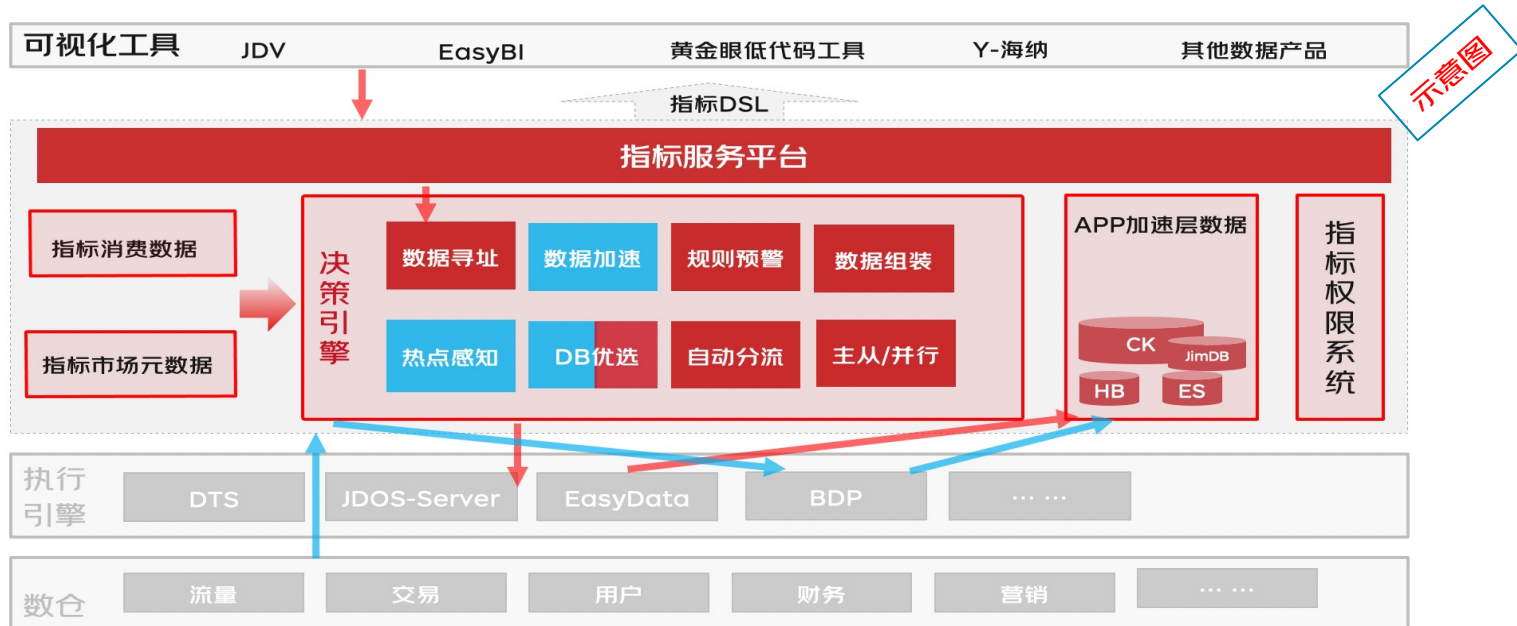 可视化工具 JDV EasyBI 黄金眼低代码工具 Y-海纳 其他数据产品
示意图
指标DSL
指标服务平台
指标消费数据
指标市场元数据
决策引擎
数据寻址 数据加速 规则预警 数据组装
热点感知 DB优选 自动分流 主从/并行
APP加速层数据
CK
JimDB
HB ES
指标权限系统
执行
引擎
DTS JDOS-Server EasyData BDP ... ...
数仓 流量 交易 用户 财务 营销 ... ...